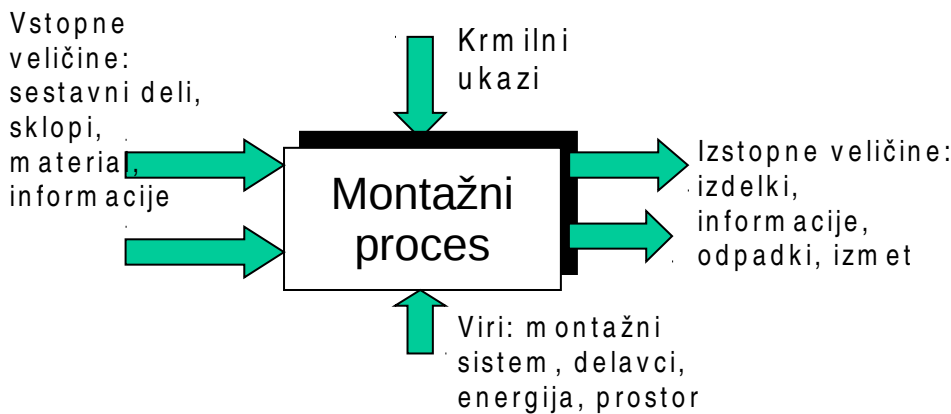 Vstopne
veličine:
sestavni deli,
sklopi,
material,
informacije
Krmilni
ukazi
Montažni
proces
Izstopne veličine:
izdelki,
informacije,
odpadki, izmet
Viri: montažni
sistem, delavci,
energija, prostor